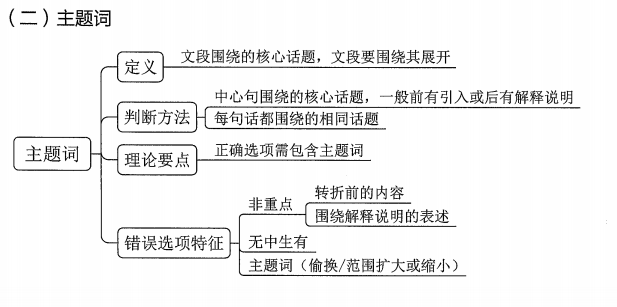 （二）主题词
主题词
定义
文段围绕的核心话题，文段要围绕其展开
判断方法
中心句围绕的核心话题，一般前有引入或后有解释说明
每句话都围绕的相同话题
理论要点
正确选项需包含主题词
错误选项特征
非重点
转折前的内容
围绕解释说明的表述
无中生有
主题词（偷换/范围扩大或缩小）